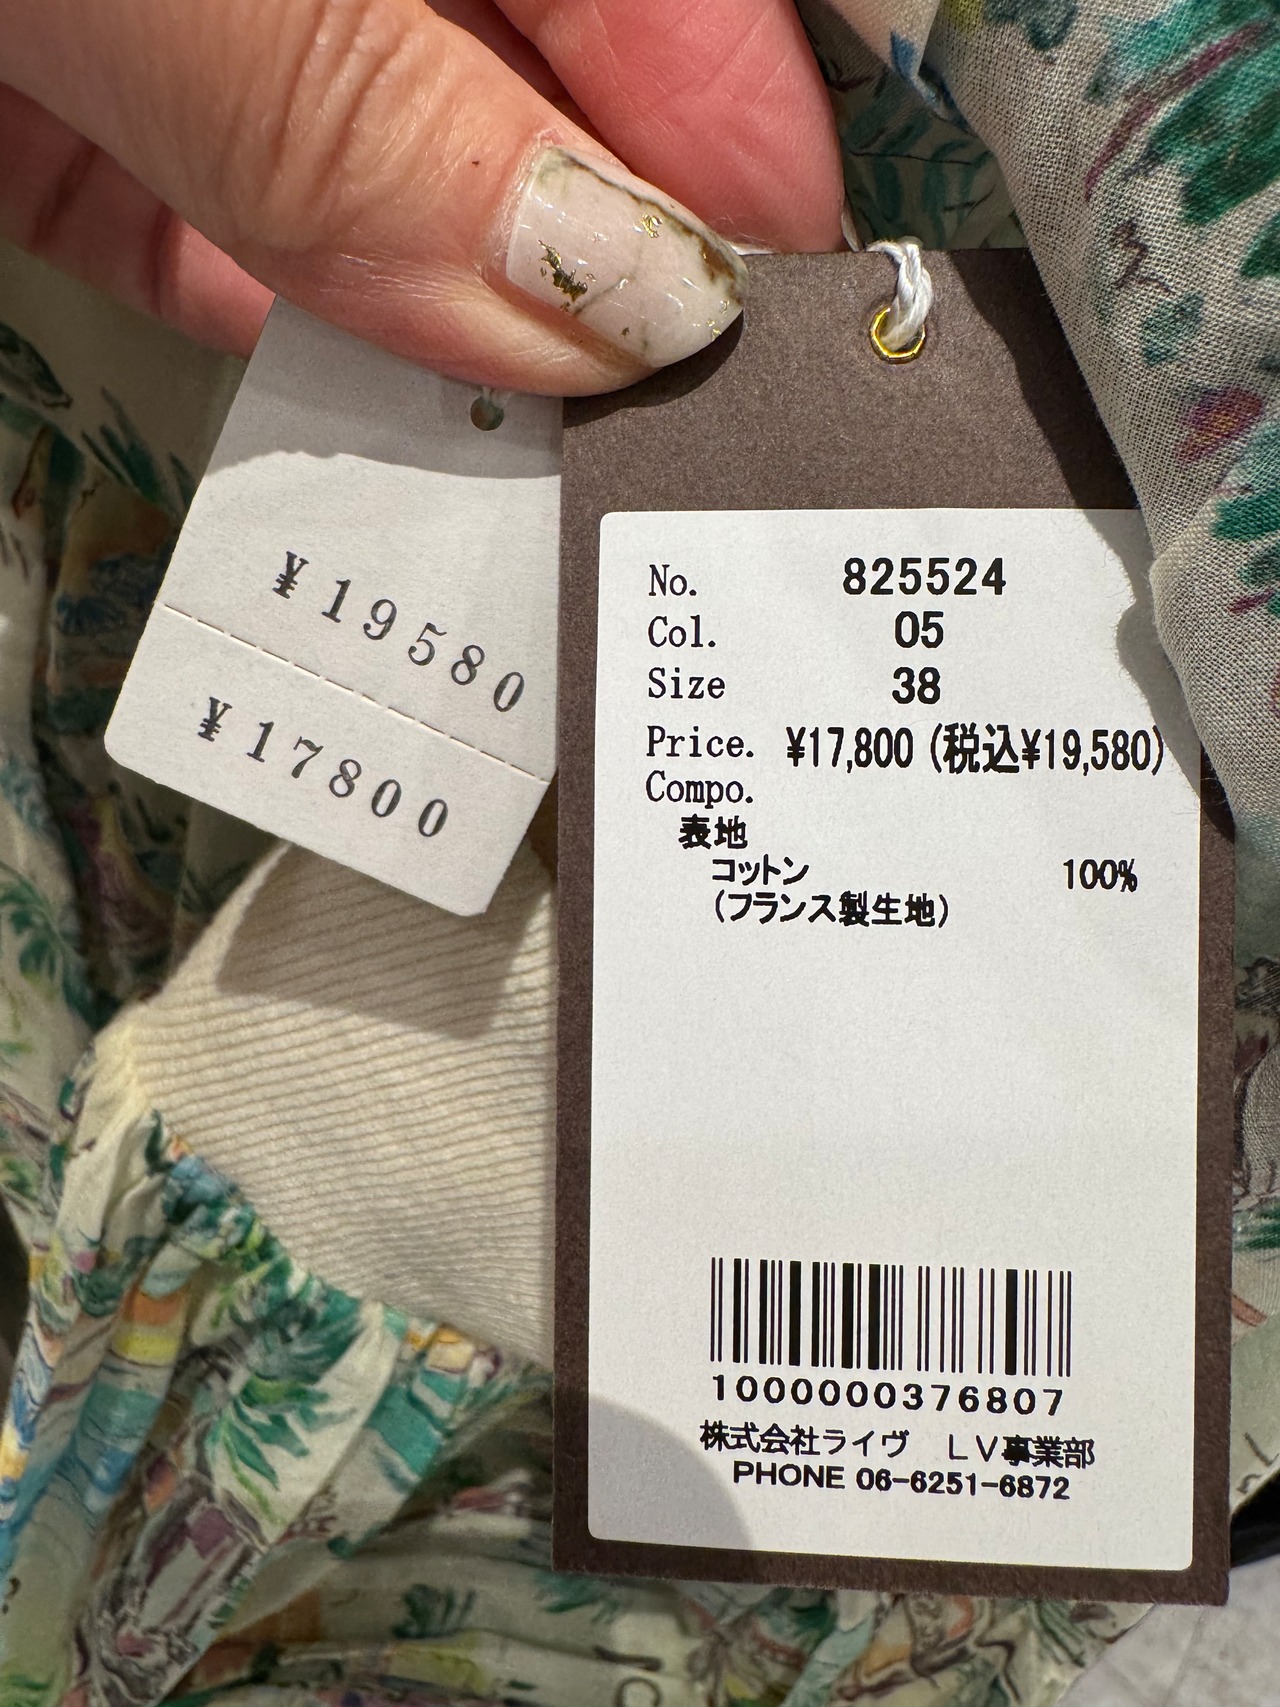 ¥19580
¥17800
No. 825524
Col. 05
Size 38
Price. ¥17,800 (税込¥19,580)
Compo.
表地
コットン 100%
(フランス製生地)
1000000376807
株式会社ライヴ LV事業部
PHONE 06-6251-6872